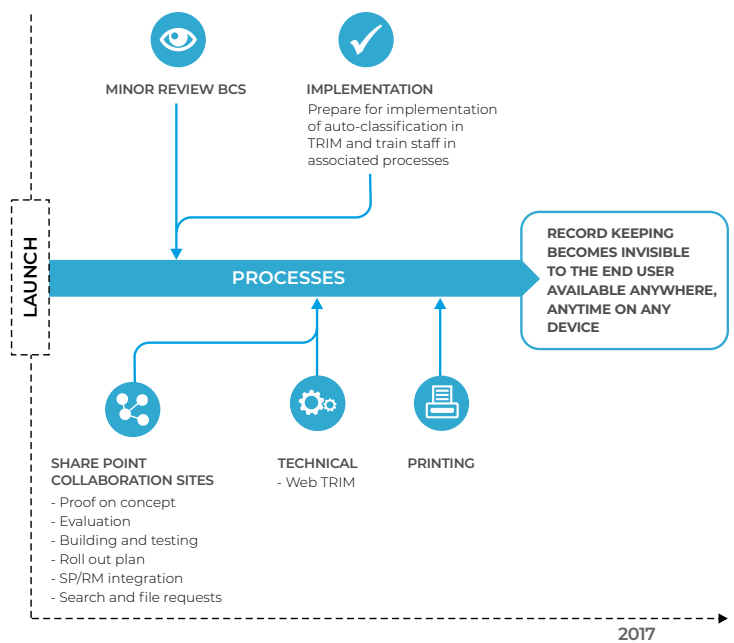 MINOR REVIEW BCS
IMPLEMENTATION
Prepare for implementation
of auto-classification in
TRIM and train staff in
associated processes
LAUNCH
PROCESSES
RECORD KEEPING
BECOMES INVISIBLE
TO THE END USER
AVAILABLE ANYWHERE,
ANYTIME ON ANY
DEVICE
SHARE POINT
COLLABORATION SITES
- Proof on concept
- Evaluation
- Building and testing
- Roll out plan
- SP/RM integration
- Search and file requests
TECHNICAL
- Web TRIM
PRINTING
2017